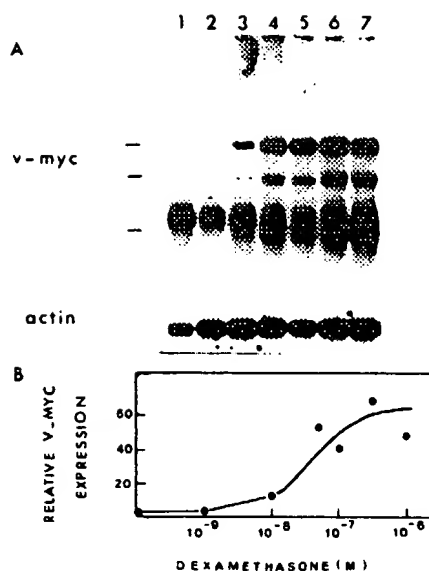 1 2 3 4 5 6 7
A
v-myc
actin
B
RELATIVE V-MYC
EXPRESSION
60
40
20
10⁻⁹ 10⁻⁸ 10⁻⁷ 10⁻⁶
DEXAMETHASONE (M)